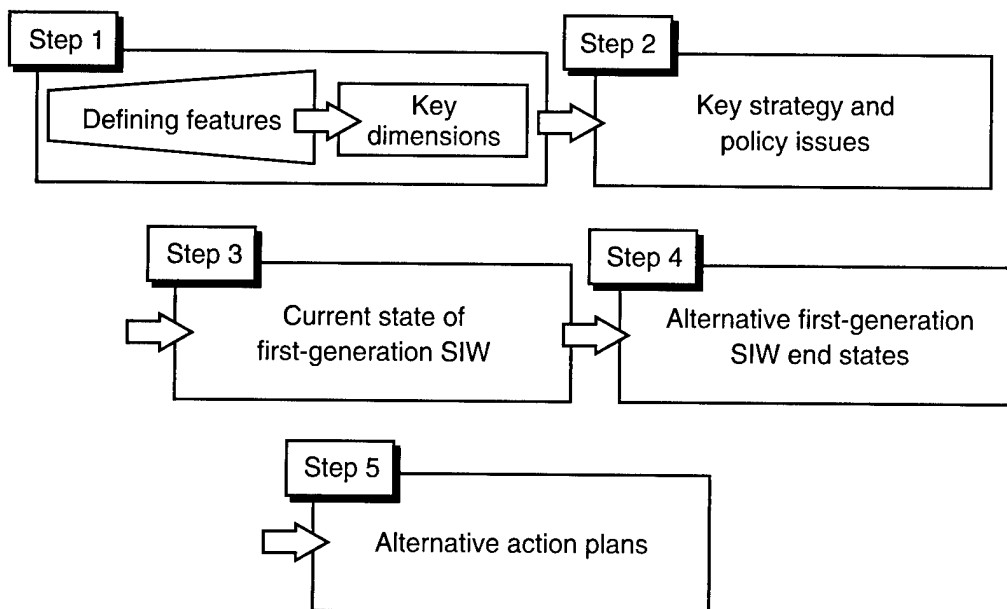 Step 1
Defining features
Key
dimensions
Step 2
Key strategy and
policy issues
Step 3
Current state of
first-generation SIW
Step 4
Alternative first-generation
SIW end states
Step 5
Alternative action plans